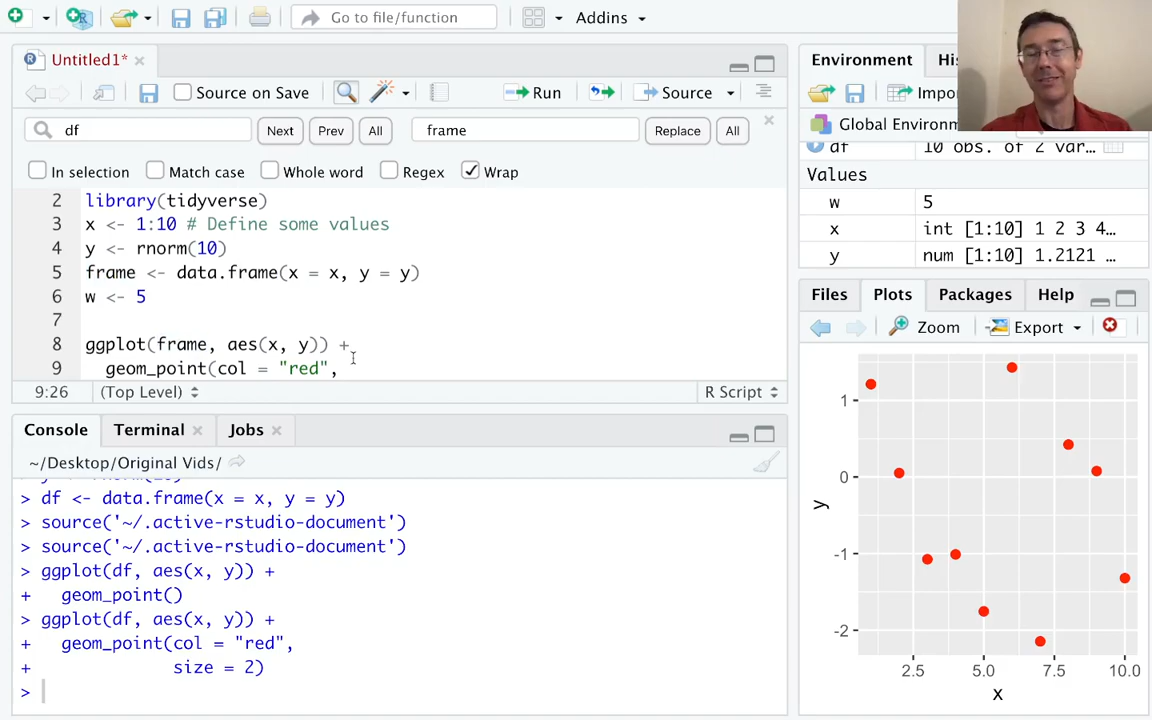 Go to file/function
Addins
Untitled1*
Source on Save
Run
Source
df
Next
Prev
All
frame
Replace
All
In selection
Match case
Whole word
Regex
Wrap
2 library(tidyverse)
3 x <- 1:10 # Define some values
4 y <- rnorm(10)
5 frame <- data.frame(x = x, y = y)
6 w <- 5
7
8 ggplot(frame, aes(x, y)) +
9 geom_point(col = "red",
9:26
(Top Level)
R Script
Console
Terminal
Jobs
~/Desktop/Original Vids/
> df <- data.frame(x = x, y = y)
> source('~/.active-rstudio-document')
> source('~/.active-rstudio-document')
> ggplot(df, aes(x, y)) +
+ geom_point()
> ggplot(df, aes(x, y)) +
+ geom_point(col = "red",
+ size = 2)
>
Environment
Hi
Impo
Global Environ
df 10 obs. of 2 var…
Values
w 5
x int [1:10] 1 2 3 4…
y num [1:10] 1.2121 …
Files
Plots
Packages
Help
Zoom
Export
1
0
-1
-2
y
2.5
5.0
7.5
10.0
x